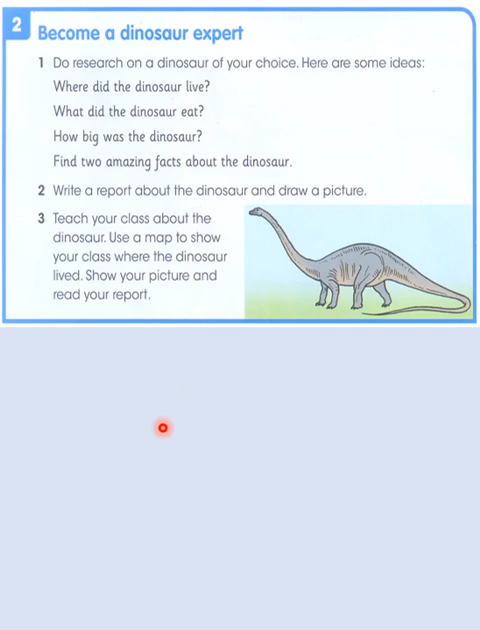 2
Become a dinosaur expert
1 Do research on a dinosaur of your choice. Here are some ideas:
Where did the dinosaur live?
What did the dinosaur eat?
How big was the dinosaur?
Find two amazing facts about the dinosaur.
2 Write a report about the dinosaur and draw a picture.
3 Teach your class about the
dinosaur. Use a map to show
your class where the dinosaur
lived. Show your picture and
read your report.